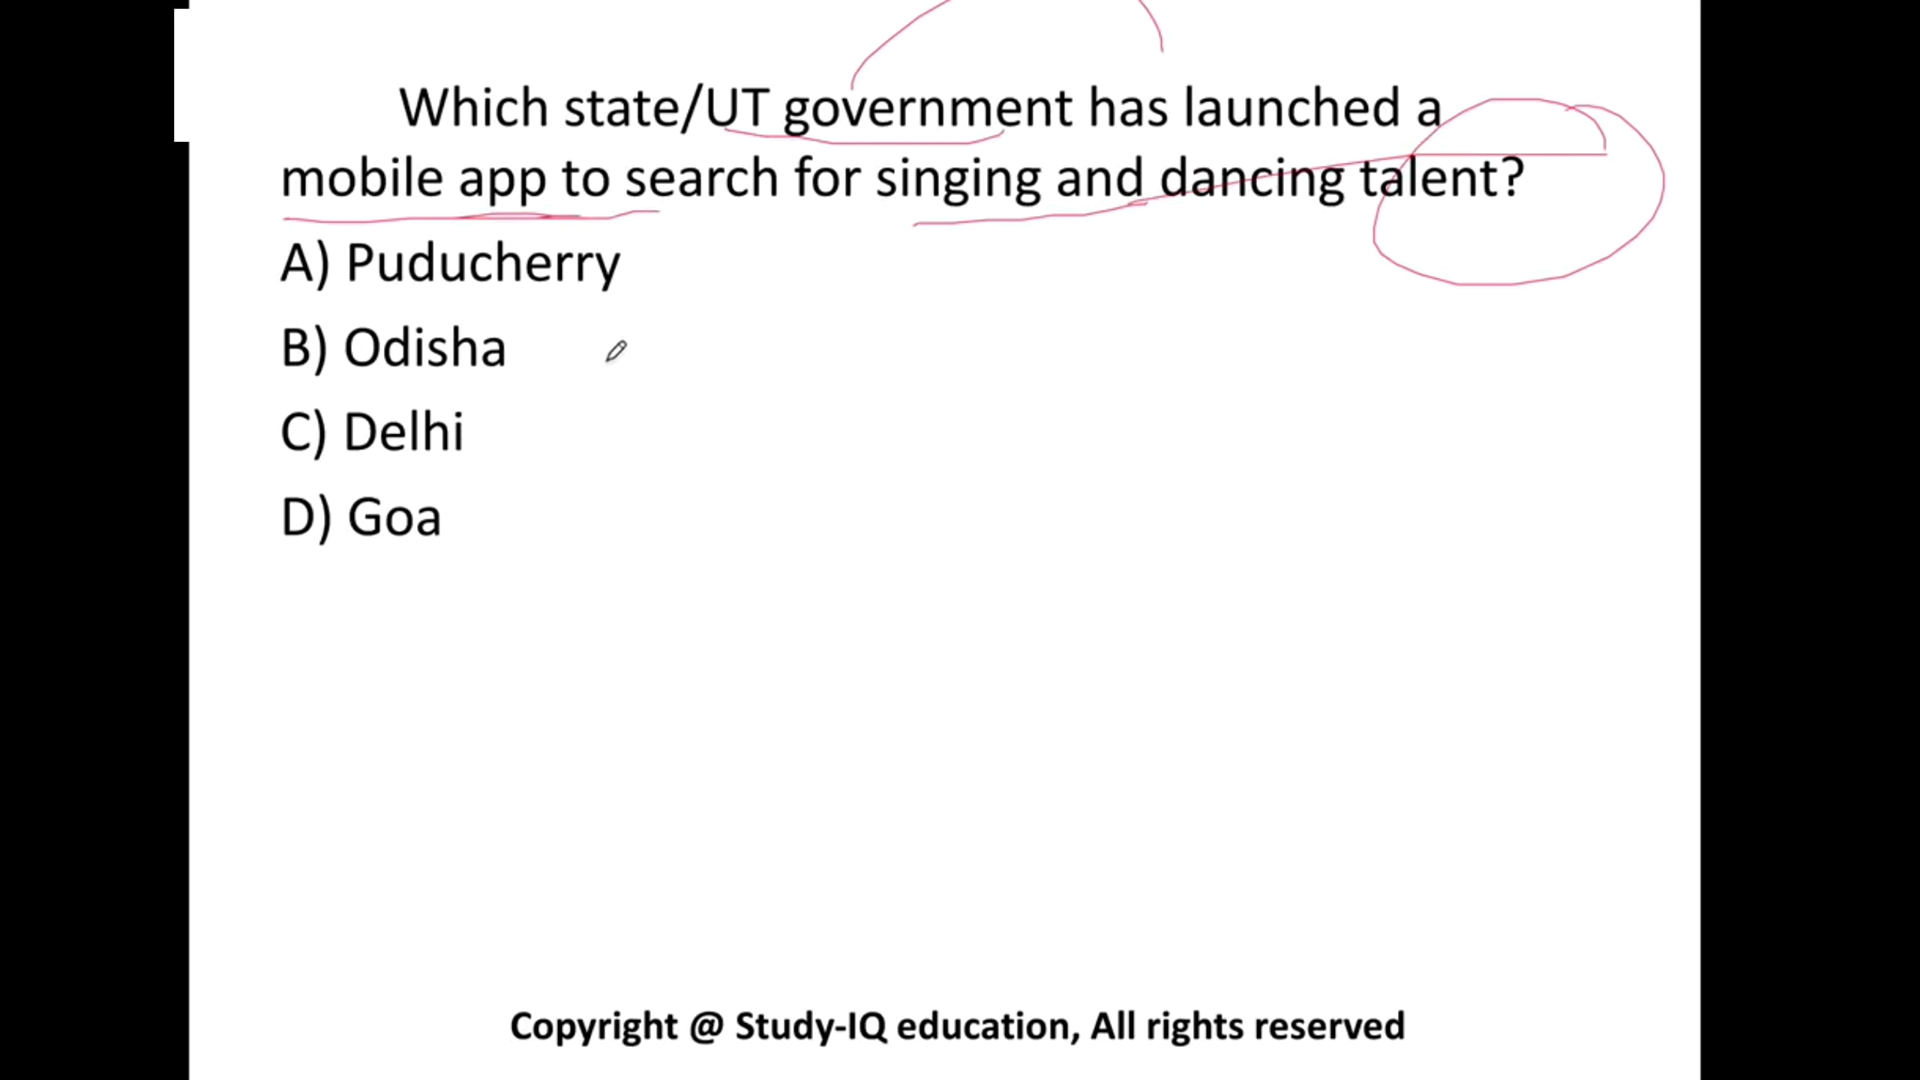 Which state/UT government has launched a
mobile app to search for singing and dancing talent?
A) Puducherry
B) Odisha
C) Delhi
D) Goa
Copyright @ Study-IQ education, All rights reserved